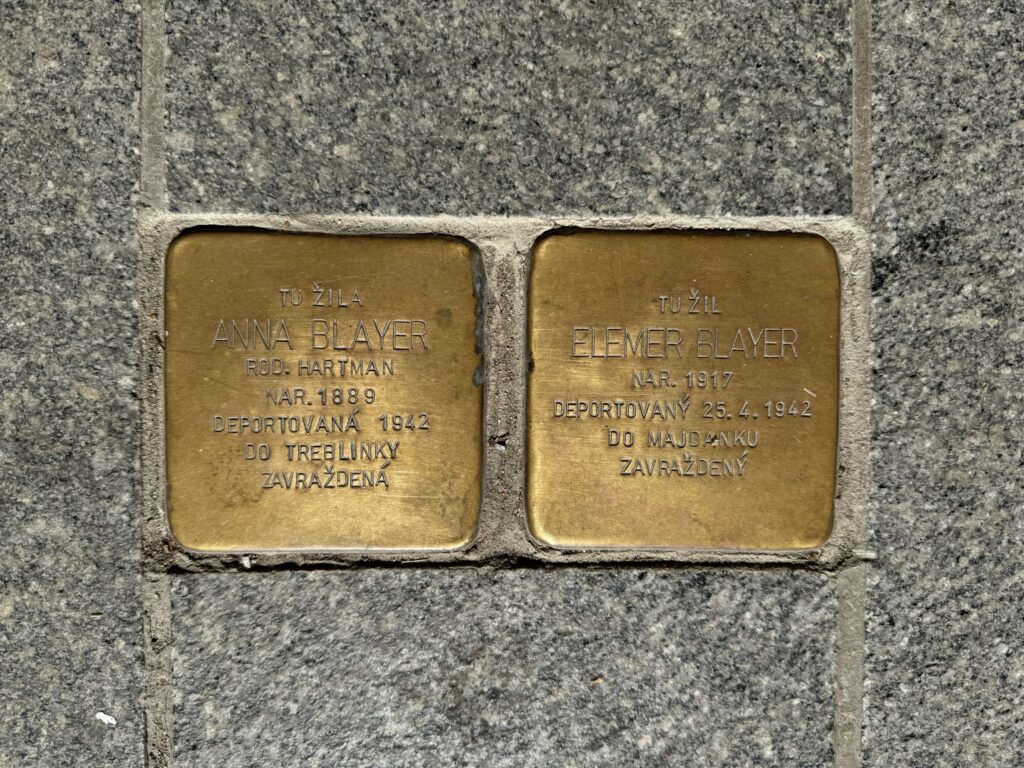 TU ŽILA
ANNA BLAYER
ROD. HARTMAN
NAR. 1889
DEPORTOVANÁ 1942
DO TREBLINKY
ZAVRAŽDENÁ
TU ŽIL
ELEMER BLAYER
NAR. 1917
DEPORTOVANÝ 25.4.1942
DO MAJDANKU
ZAVRAŽDENÝ